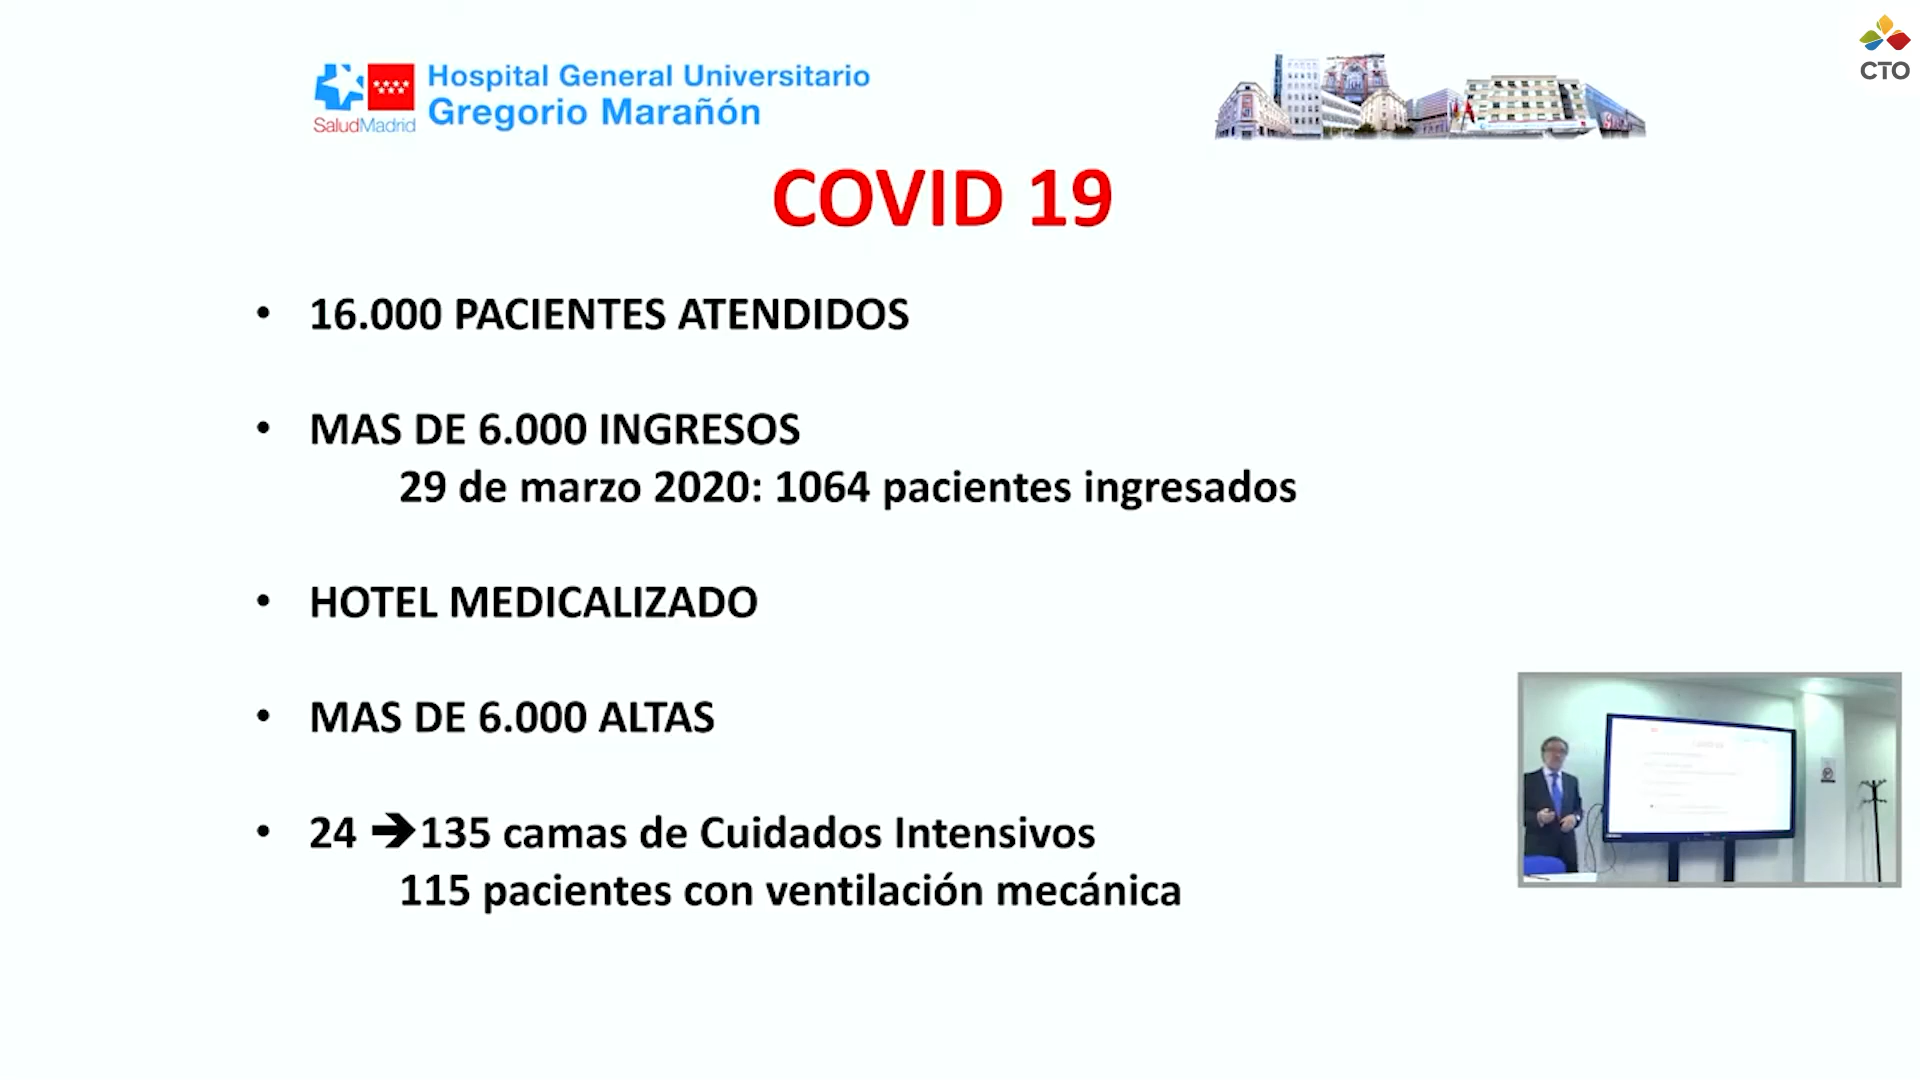 Hospital General Universitario
Gregorio Marañón
SaludMadrid
CTO
COVID 19
• 16.000 PACIENTES ATENDIDOS
• MAS DE 6.000 INGRESOS
29 de marzo 2020: 1064 pacientes ingresados
• HOTEL MEDICALIZADO
• MAS DE 6.000 ALTAS
• 24 ➔135 camas de Cuidados Intensivos
115 pacientes con ventilación mecánica